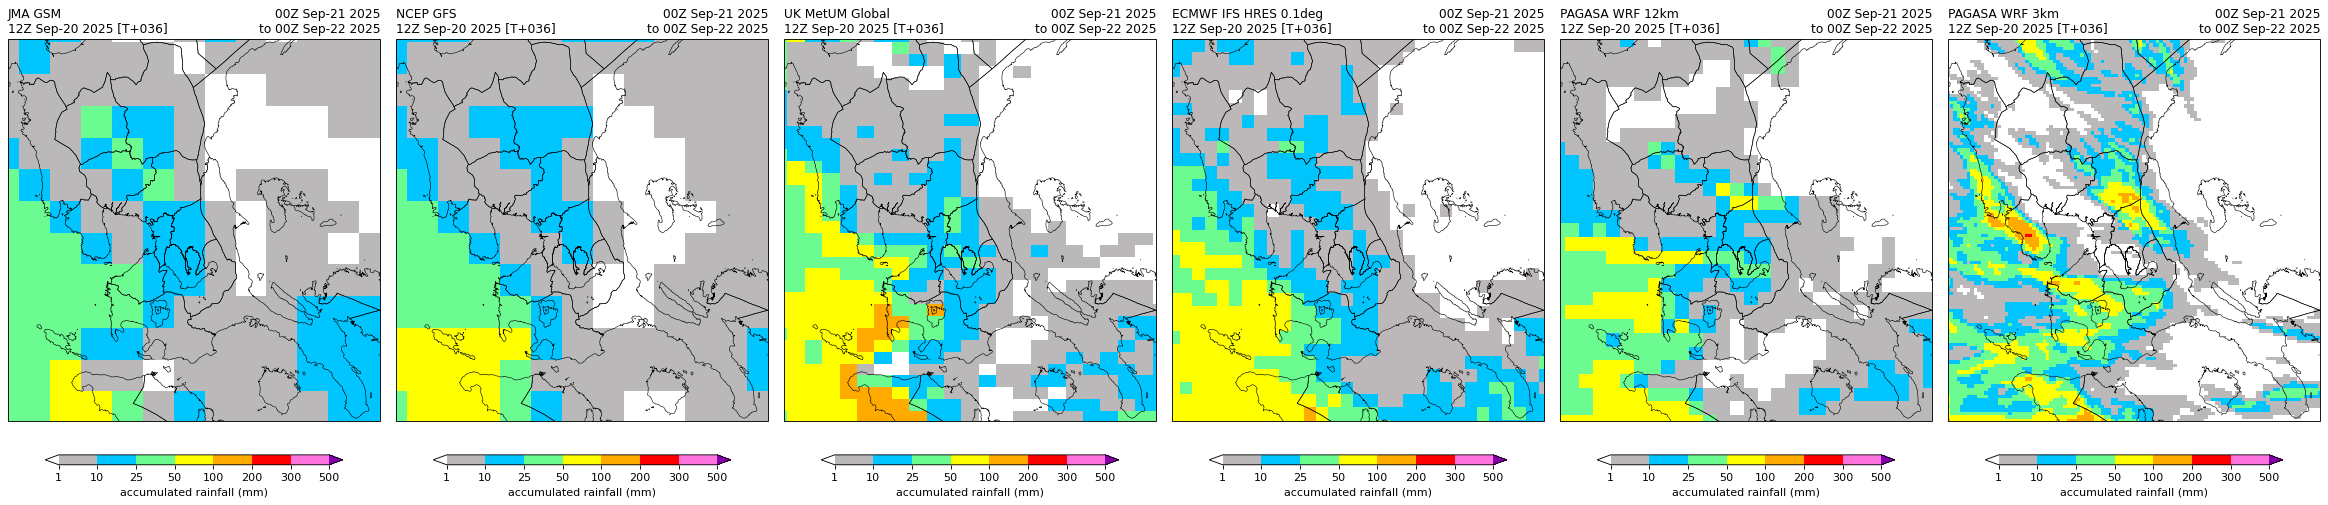 JMA GSM 00Z Sep-21 2025
12Z Sep-20 2025 [T+036] to 00Z Sep-22 2025
NCEP GFS 00Z Sep-21 2025
12Z Sep-20 2025 [T+036] to 00Z Sep-22 2025
UK MetUM Global 00Z Sep-21 2025
12Z Sep-20 2025 [T+036] to 00Z Sep-22 2025
ECMWF IFS HRES 0.1deg 00Z Sep-21 2025
12Z Sep-20 2025 [T+036] to 00Z Sep-22 2025
PAGASA WRF 12km 00Z Sep-21 2025
12Z Sep-20 2025 [T+036] to 00Z Sep-22 2025
PAGASA WRF 3km 00Z Sep-21 2025
12Z Sep-20 2025 [T+036] to 00Z Sep-22 2025
1 10 25 50 100 200 300 500
accumulated rainfall (mm)
1 10 25 50 100 200 300 500
accumulated rainfall (mm)
1 10 25 50 100 200 300 500
accumulated rainfall (mm)
1 10 25 50 100 200 300 500
accumulated rainfall (mm)
1 10 25 50 100 200 300 500
accumulated rainfall (mm)
1 10 25 50 100 200 300 500
accumulated rainfall (mm)